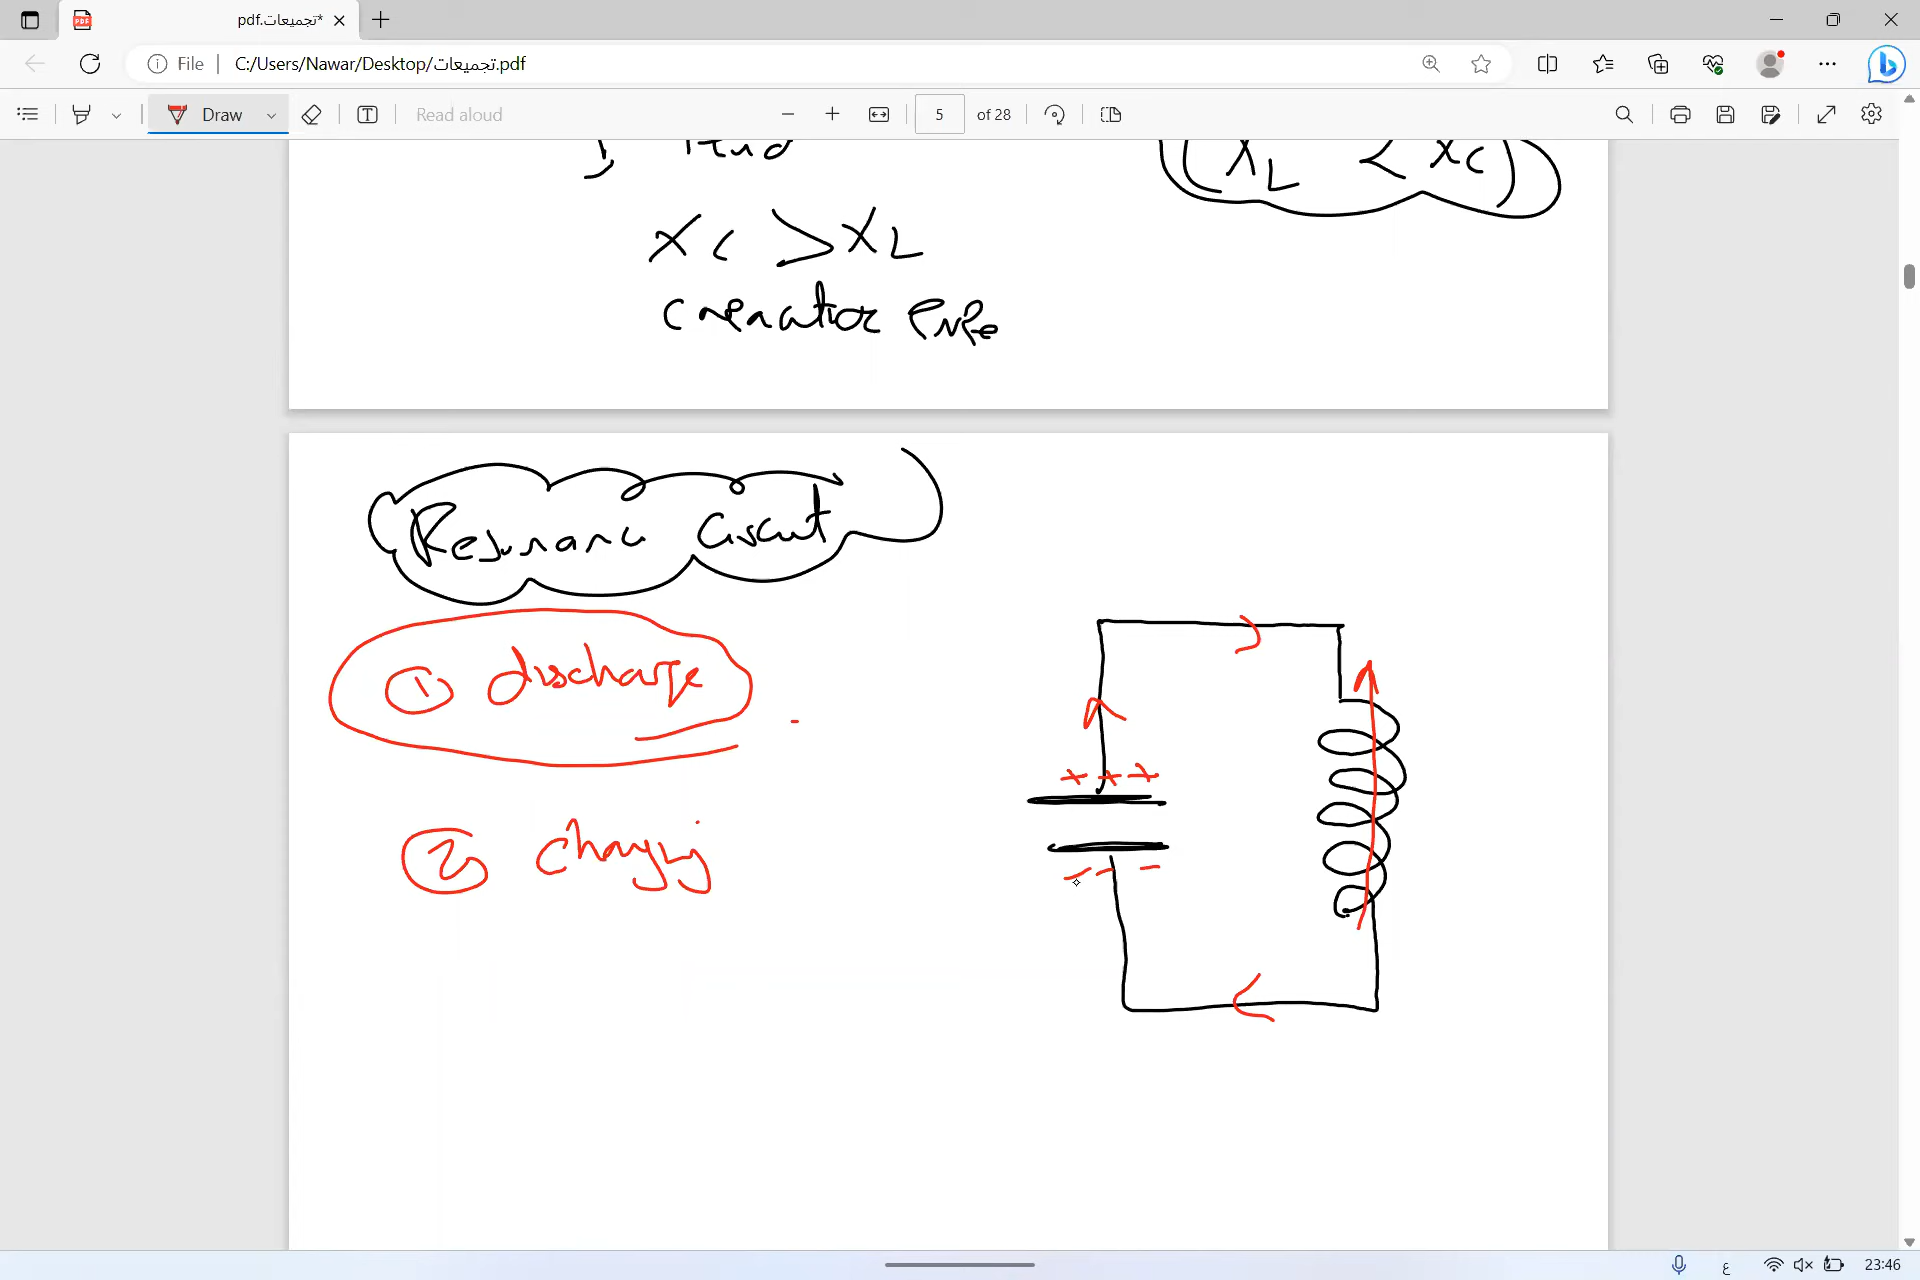 تجميعات.pdf*
File C:/Users/Nawar/Desktop/تجميعات.pdf
Draw Read aloud 5 of 28
find (XL < XC)
XC > XL
Resonance Circuit
① discharge
+ + +
② charging
- - -
ع 23:46